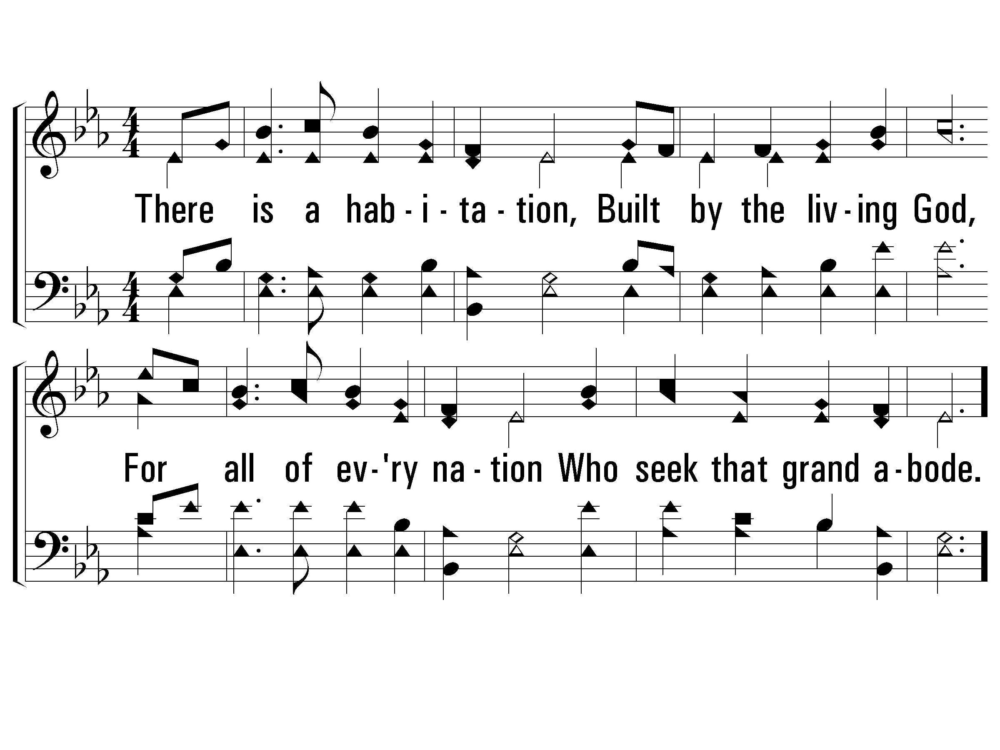 There is a hab - i - ta - tion, Built by the liv - ing God,
For all of ev - 'ry na - tion Who seek that grand a - bode.